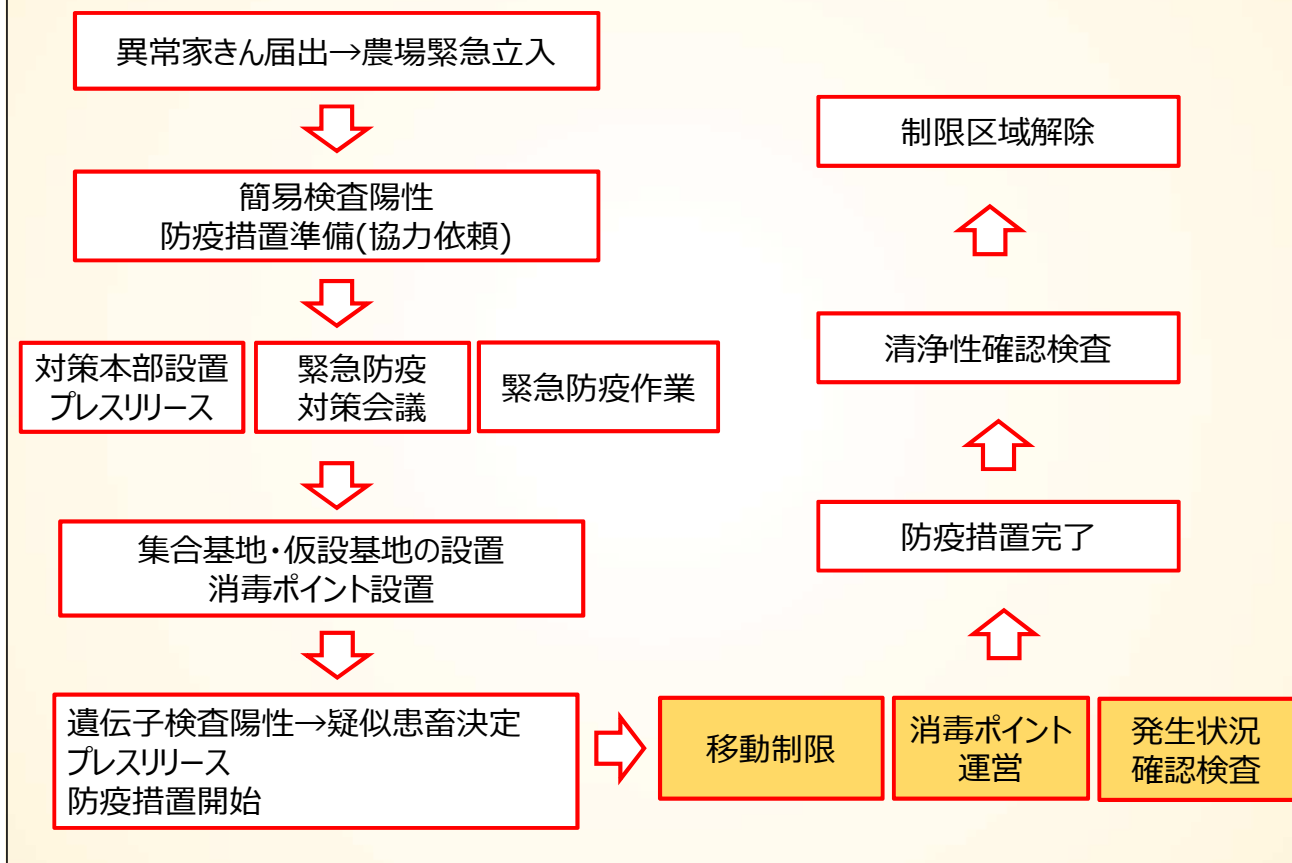 異常家きん届出→農場緊急立入
簡易検査陽性
防疫措置準備(協力依頼)
対策本部設置
プレスリリース
緊急防疫
対策会議
緊急防疫作業
集合基地・仮設基地の設置
消毒ポイント設置
遺伝子検査陽性→疑似患畜決定
プレスリリース
防疫措置開始
移動制限
消毒ポイント
運営
発生状況
確認検査
防疫措置完了
清浄性確認検査
制限区域解除